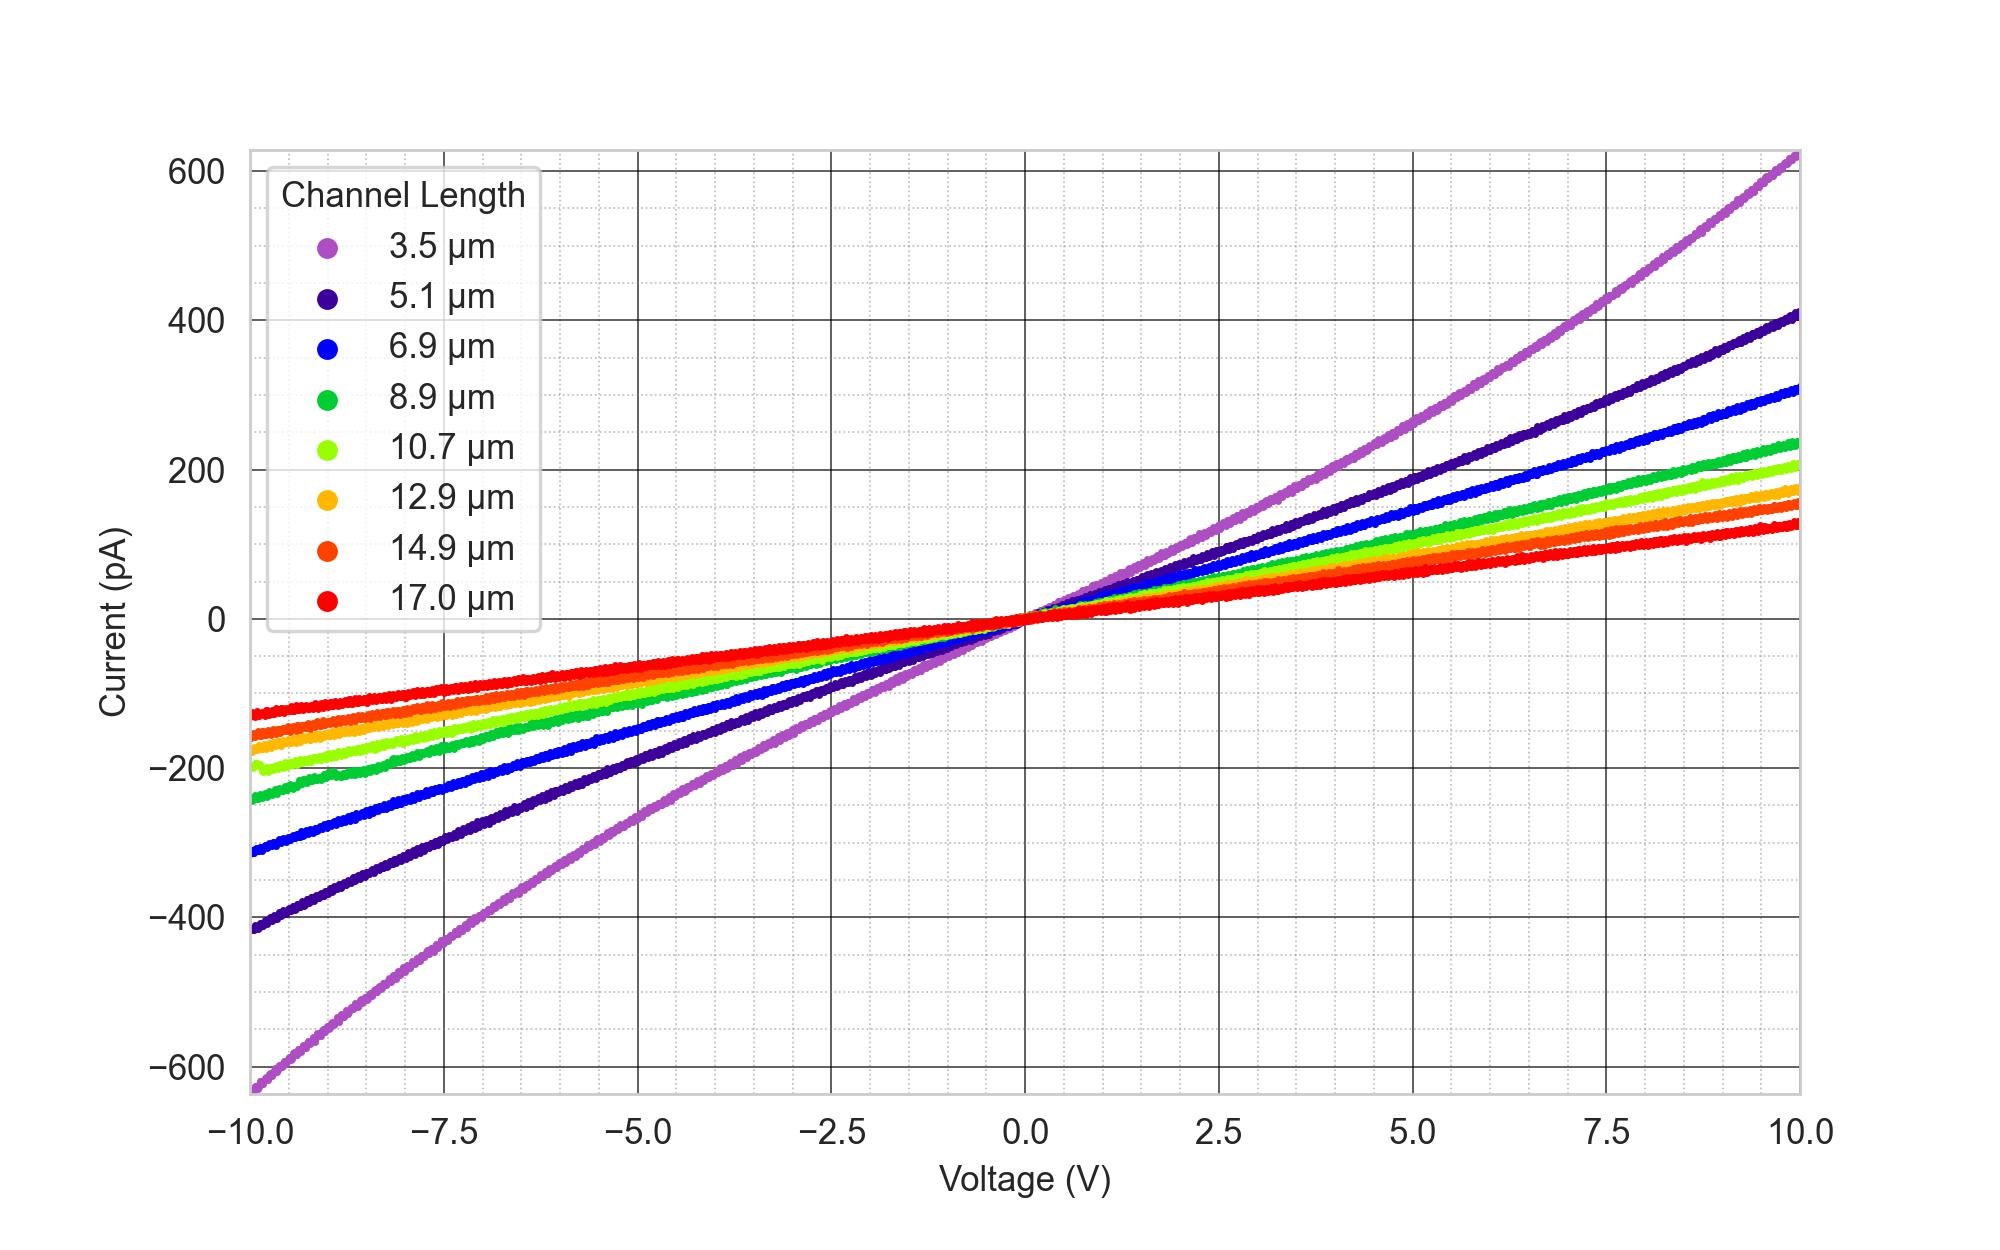 Channel Length
3.5 µm
5.1 µm
6.9 µm
8.9 µm
10.7 µm
12.9 µm
14.9 µm
17.0 µm
600
400
200
0
−200
−400
−600
Current (pA)
−10.0 −7.5 −5.0 −2.5 0.0 2.5 5.0 7.5 10.0
Voltage (V)